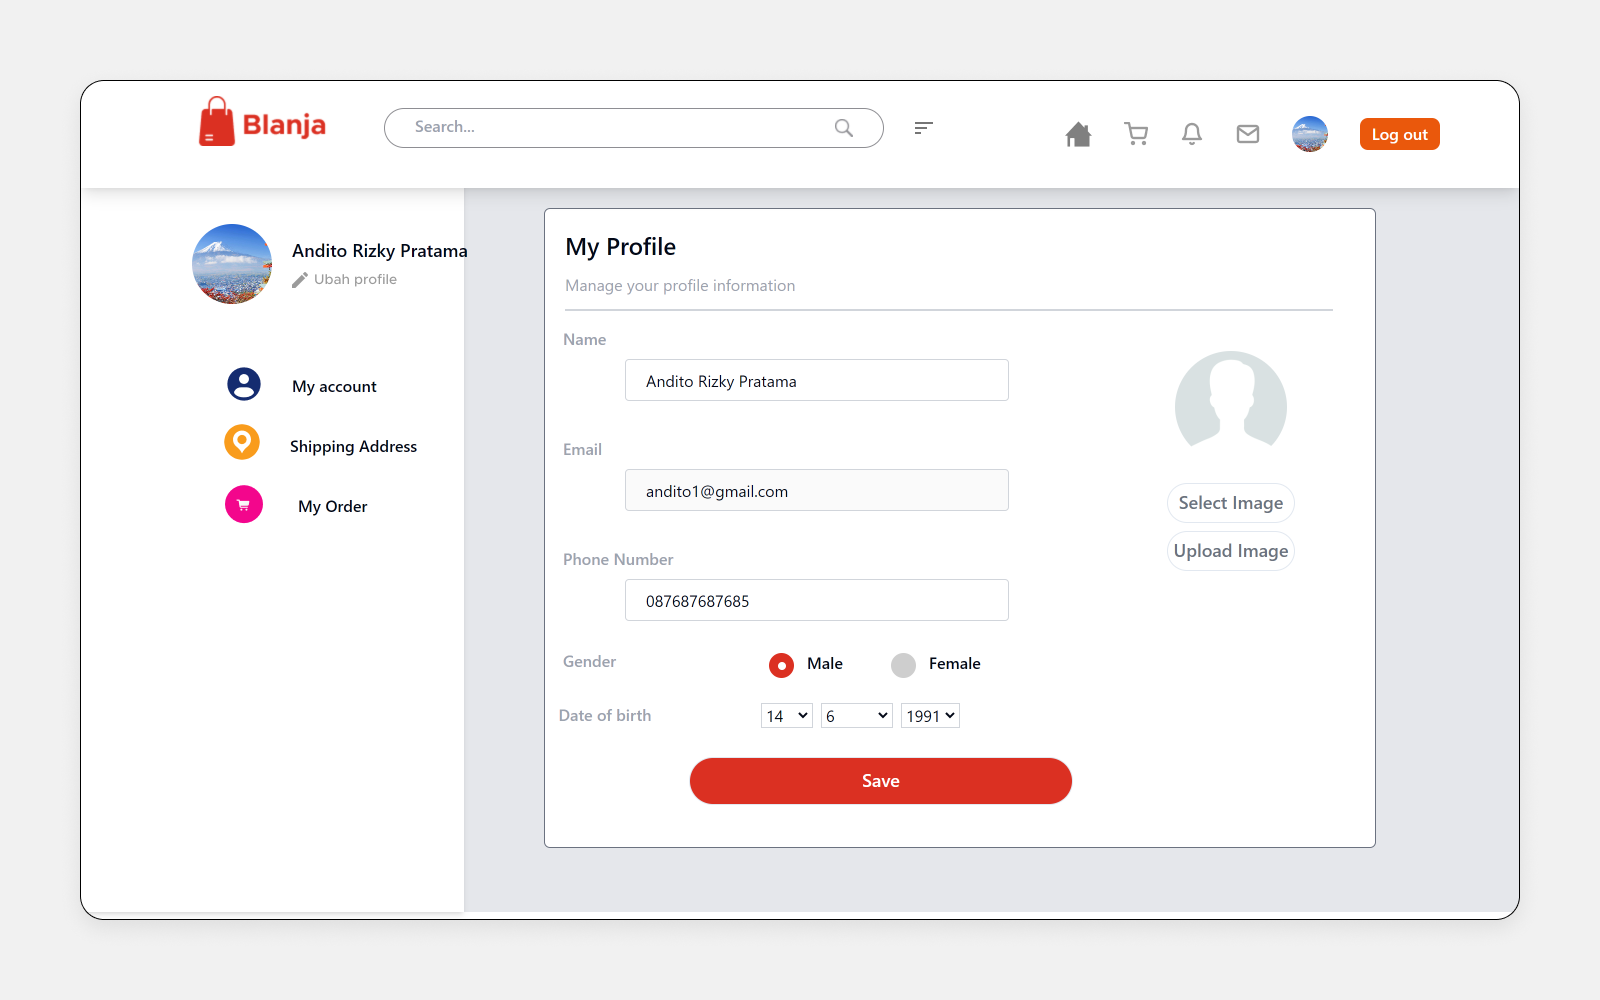 Blanja
Search...
Log out
Andito Rizky Pratama
Ubah profile
My account
Shipping Address
My Order
My Profile
Manage your profile information
Name
Andito Rizky Pratama
Email
andito1@gmail.com
Phone Number
087687687685
Gender
Male
Female
Date of birth
14
6
1991
Select Image
Upload Image
Save